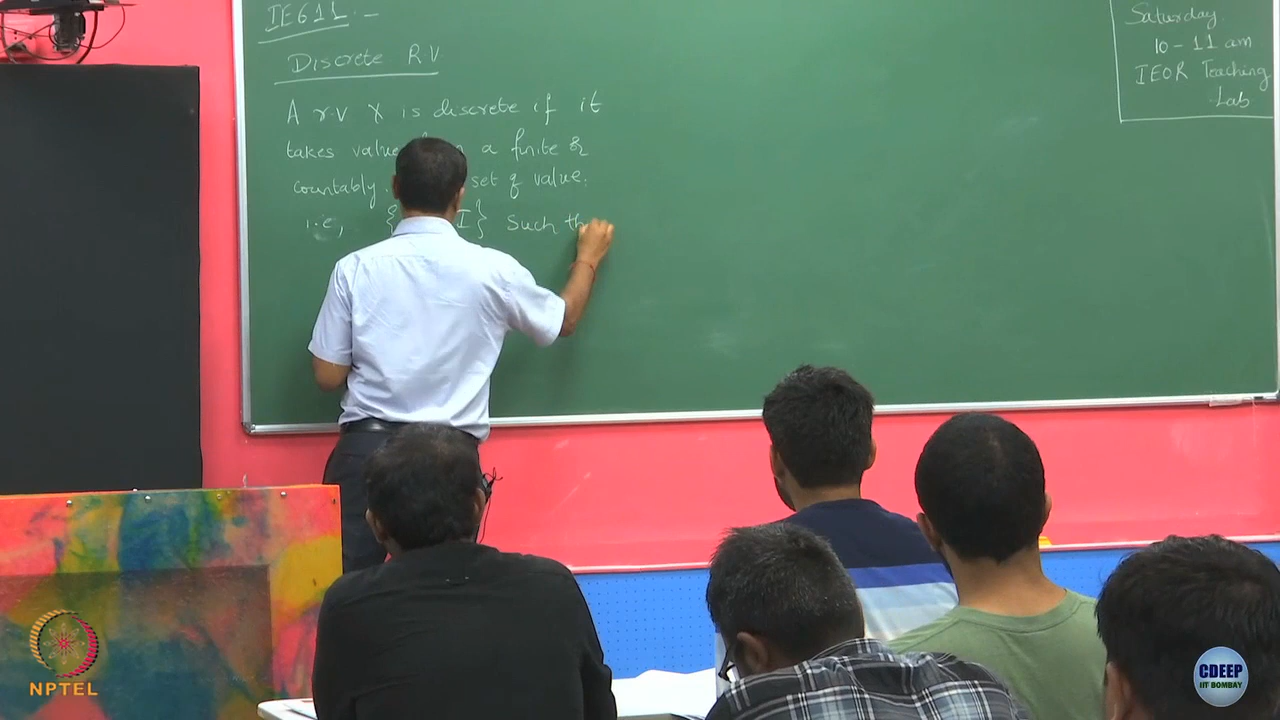 IE611 :-
Discrete R.V.
A r.v X is discrete if it
takes value a finite or
countably set of value.
i.e, { I} Such th
Saturday.
10 - 11 am
IEOR Teaching
Lab
NPTEL
CDEEP
IIT BOMBAY